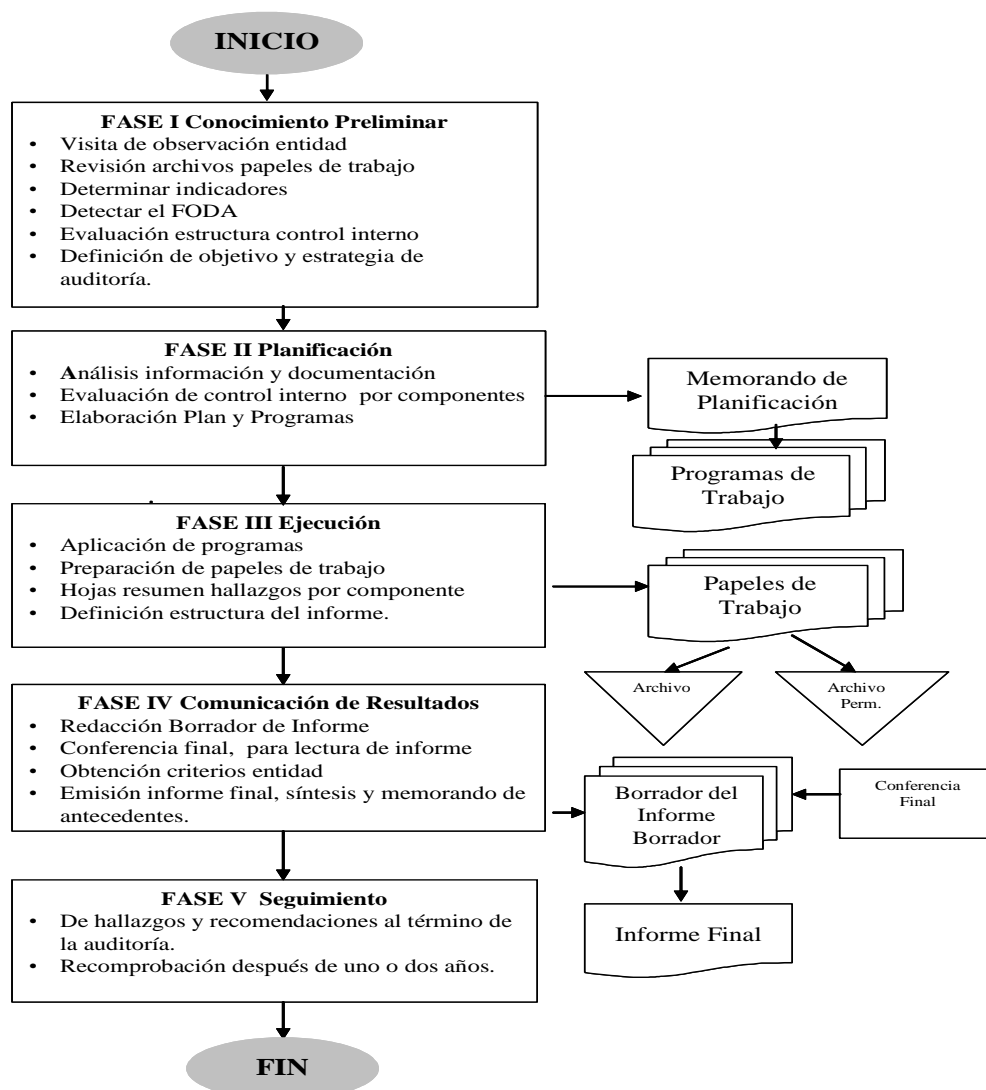 INICIO
FASE I Conocimiento Preliminar
• Visita de observación entidad
• Revisión archivos papeles de trabajo
• Determinar indicadores
• Detectar el FODA
• Evaluación estructura control interno
• Definición de objetivo y estrategia de
auditoría.
FASE II Planificación
• Análisis información y documentación
• Evaluación de control interno por componentes
• Elaboración Plan y Programas
Memorando de
Planificación
Programas de
Trabajo
FASE III Ejecución
• Aplicación de programas
• Preparación de papeles de trabajo
• Hojas resumen hallazgos por componente
• Definición estructura del informe.
Papeles de
Trabajo
Archivo
Archivo
Perm.
FASE IV Comunicación de Resultados
• Redacción Borrador de Informe
• Conferencia final, para lectura de informe
• Obtención criterios entidad
• Emisión informe final, síntesis y memorando de
antecedentes.
Borrador del
Informe
Borrador
Conferencia
Final
FASE V Seguimiento
• De hallazgos y recomendaciones al término de
la auditoría.
• Recomprobación después de uno o dos años.
Informe Final
FIN